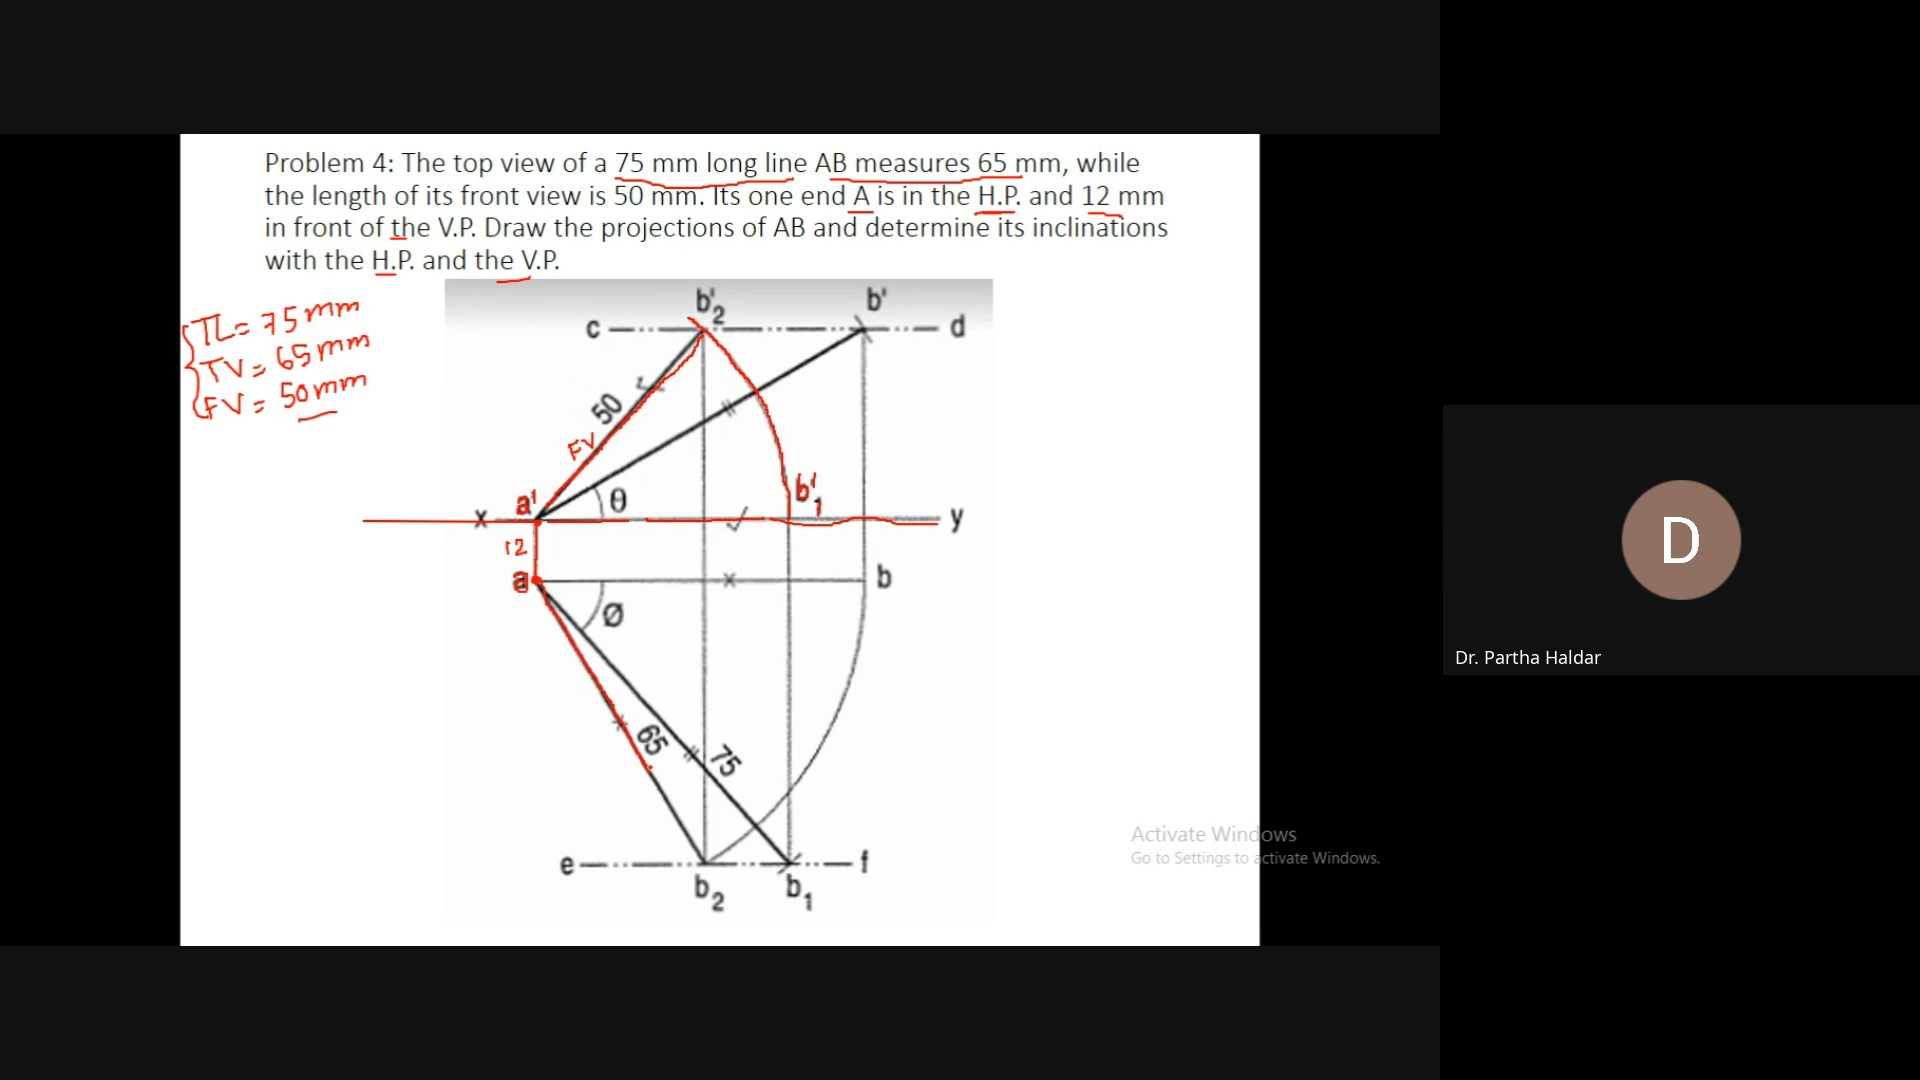 Problem 4: The top view of a 75 mm long line AB measures 65 mm, while
the length of its front view is 50 mm. Its one end A is in the H.P. and 12 mm
in front of the V.P. Draw the projections of AB and determine its inclinations
with the H.P. and the V.P.
TL = 75 mm
TV = 65 mm
FV = 50 mm
b'2
b'
c
d
50
FV
a'
θ
b'1
x
y
12
a
b
Ø
65
75
e
f
b2
b1
D
Dr. Partha Haldar
Activate Windows
Go to Settings to activate Windows.